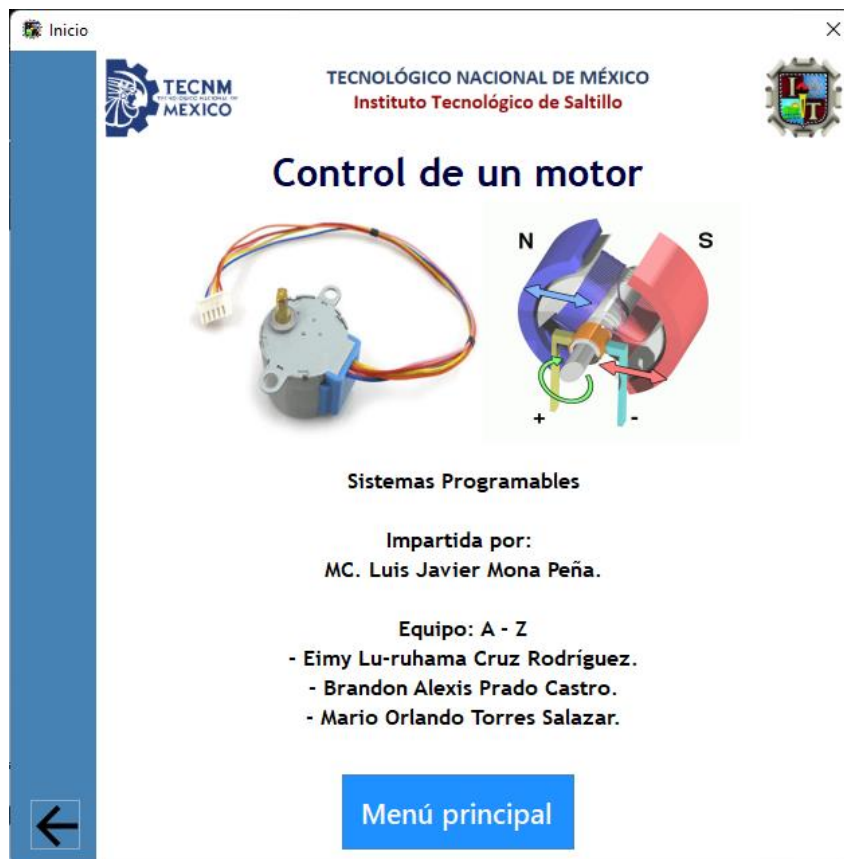 Inicio
TECNM
MÉXICO
TECNOLÓGICO NACIONAL DE MÉXICO
Instituto Tecnológico de Saltillo
I T
Control de un motor
N S
+ -
Sistemas Programables
Impartida por:
MC. Luis Javier Mona Peña.
Equipo: A - Z
- Eimy Lu-ruhama Cruz Rodríguez.
- Brandon Alexis Prado Castro.
- Mario Orlando Torres Salazar.
Menú principal